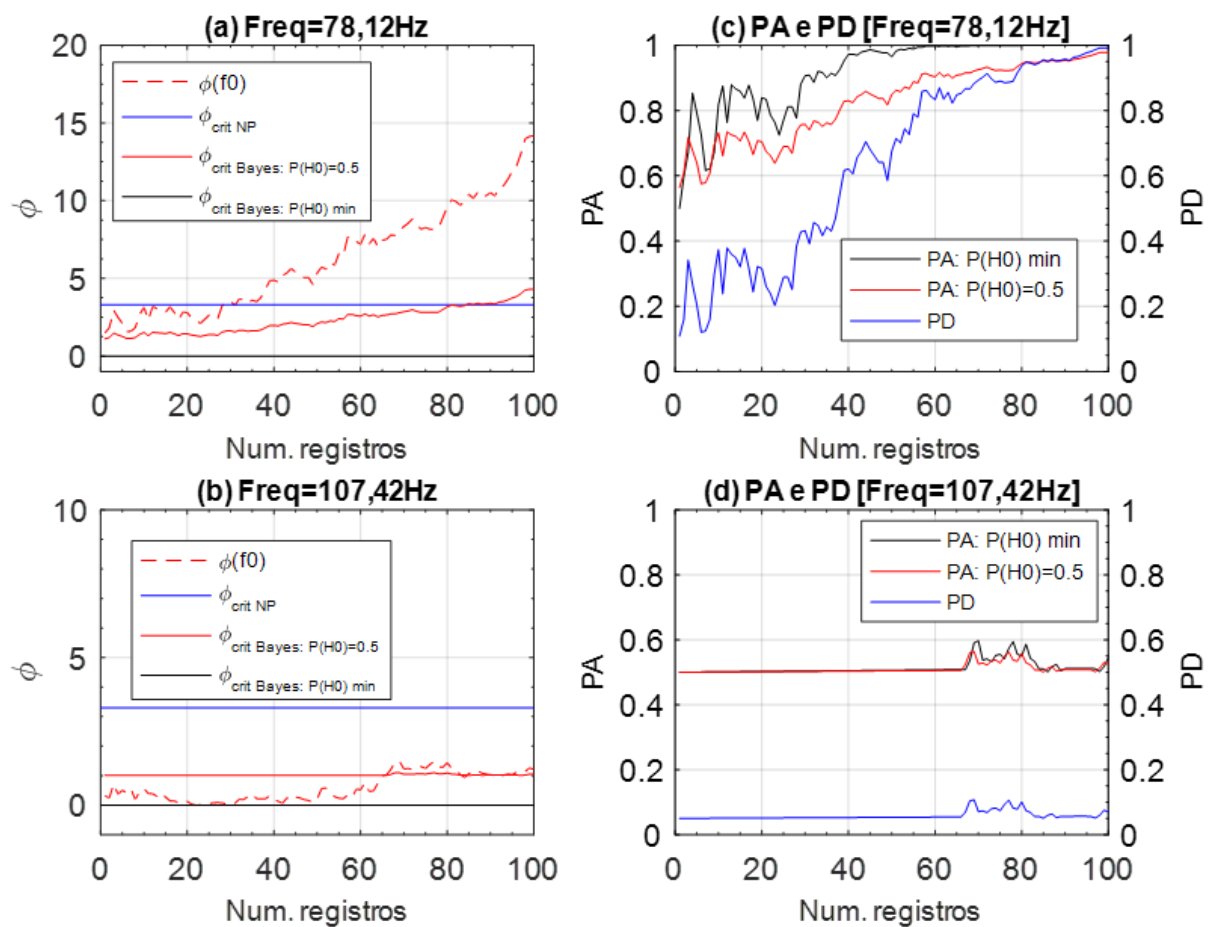 (a) Freq=78,12Hz
20
15
10
5
0
ϕ
ϕ(f0)
ϕcrit NP
ϕcrit Bayes: P(H0)=0.5
ϕcrit Bayes: P(H0) min
0 20 40 60 80 100
Num. registros
(c) PA e PD [Freq=78,12Hz]
1
0.8
0.6
0.4
0.2
0
PA
PA: P(H0) min
PA: P(H0)=0.5
PD
1
0.8
0.6
0.4
0.2
0
PD
0 20 40 60 80 100
Num. registros
(b) Freq=107,42Hz
10
5
0
ϕ
ϕ(f0)
ϕcrit NP
ϕcrit Bayes: P(H0)=0.5
ϕcrit Bayes: P(H0) min
0 20 40 60 80 100
Num. registros
(d) PA e PD [Freq=107,42Hz]
1
0.8
0.6
0.4
0.2
0
PA
PA: P(H0) min
PA: P(H0)=0.5
PD
1
0.8
0.6
0.4
0.2
0
PD
0 20 40 60 80 100
Num. registros